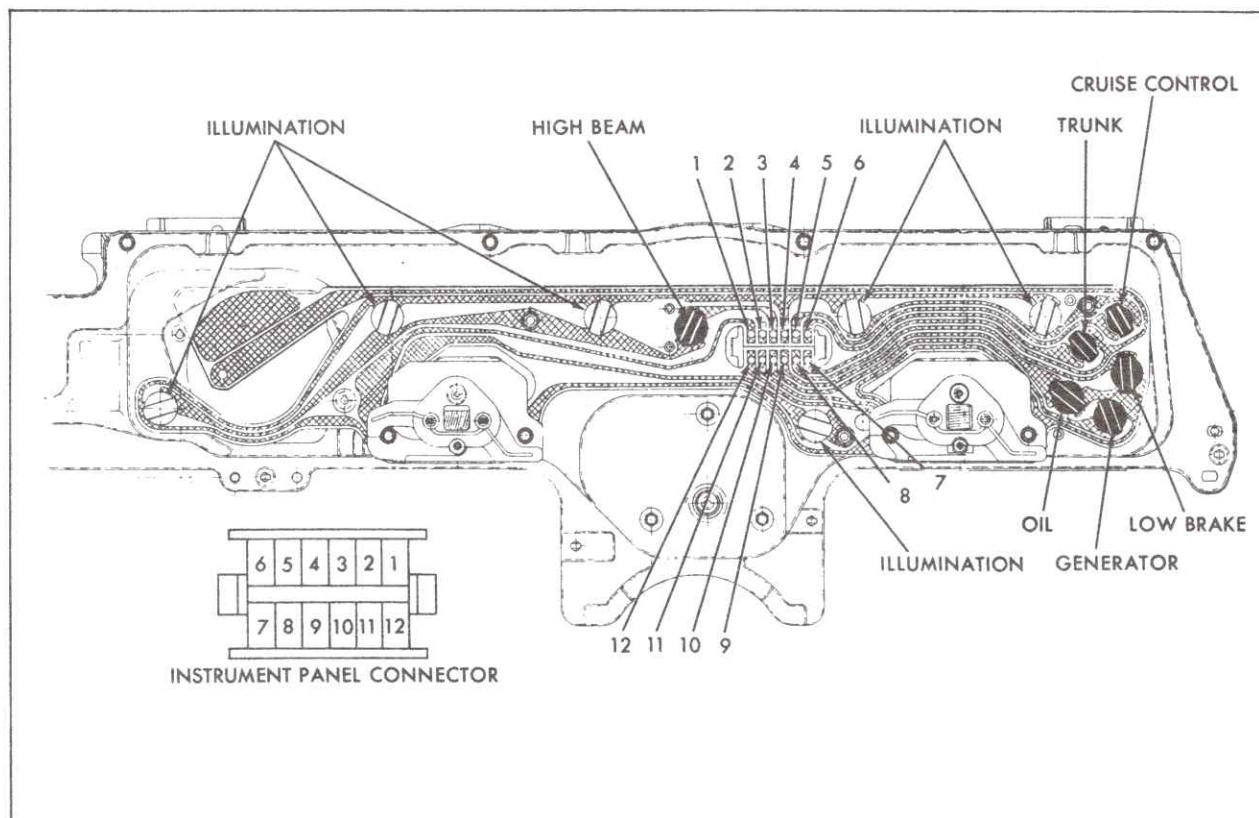 CRUISE CONTROL
ILLUMINATION HIGH BEAM ILLUMINATION TRUNK
1 2 3 4 5 6
8 7
OIL LOW BRAKE
ILLUMINATION GENERATOR
12 11 10 9
6 5 4 3 2 1
7 8 9 10 11 12
INSTRUMENT PANEL CONNECTOR